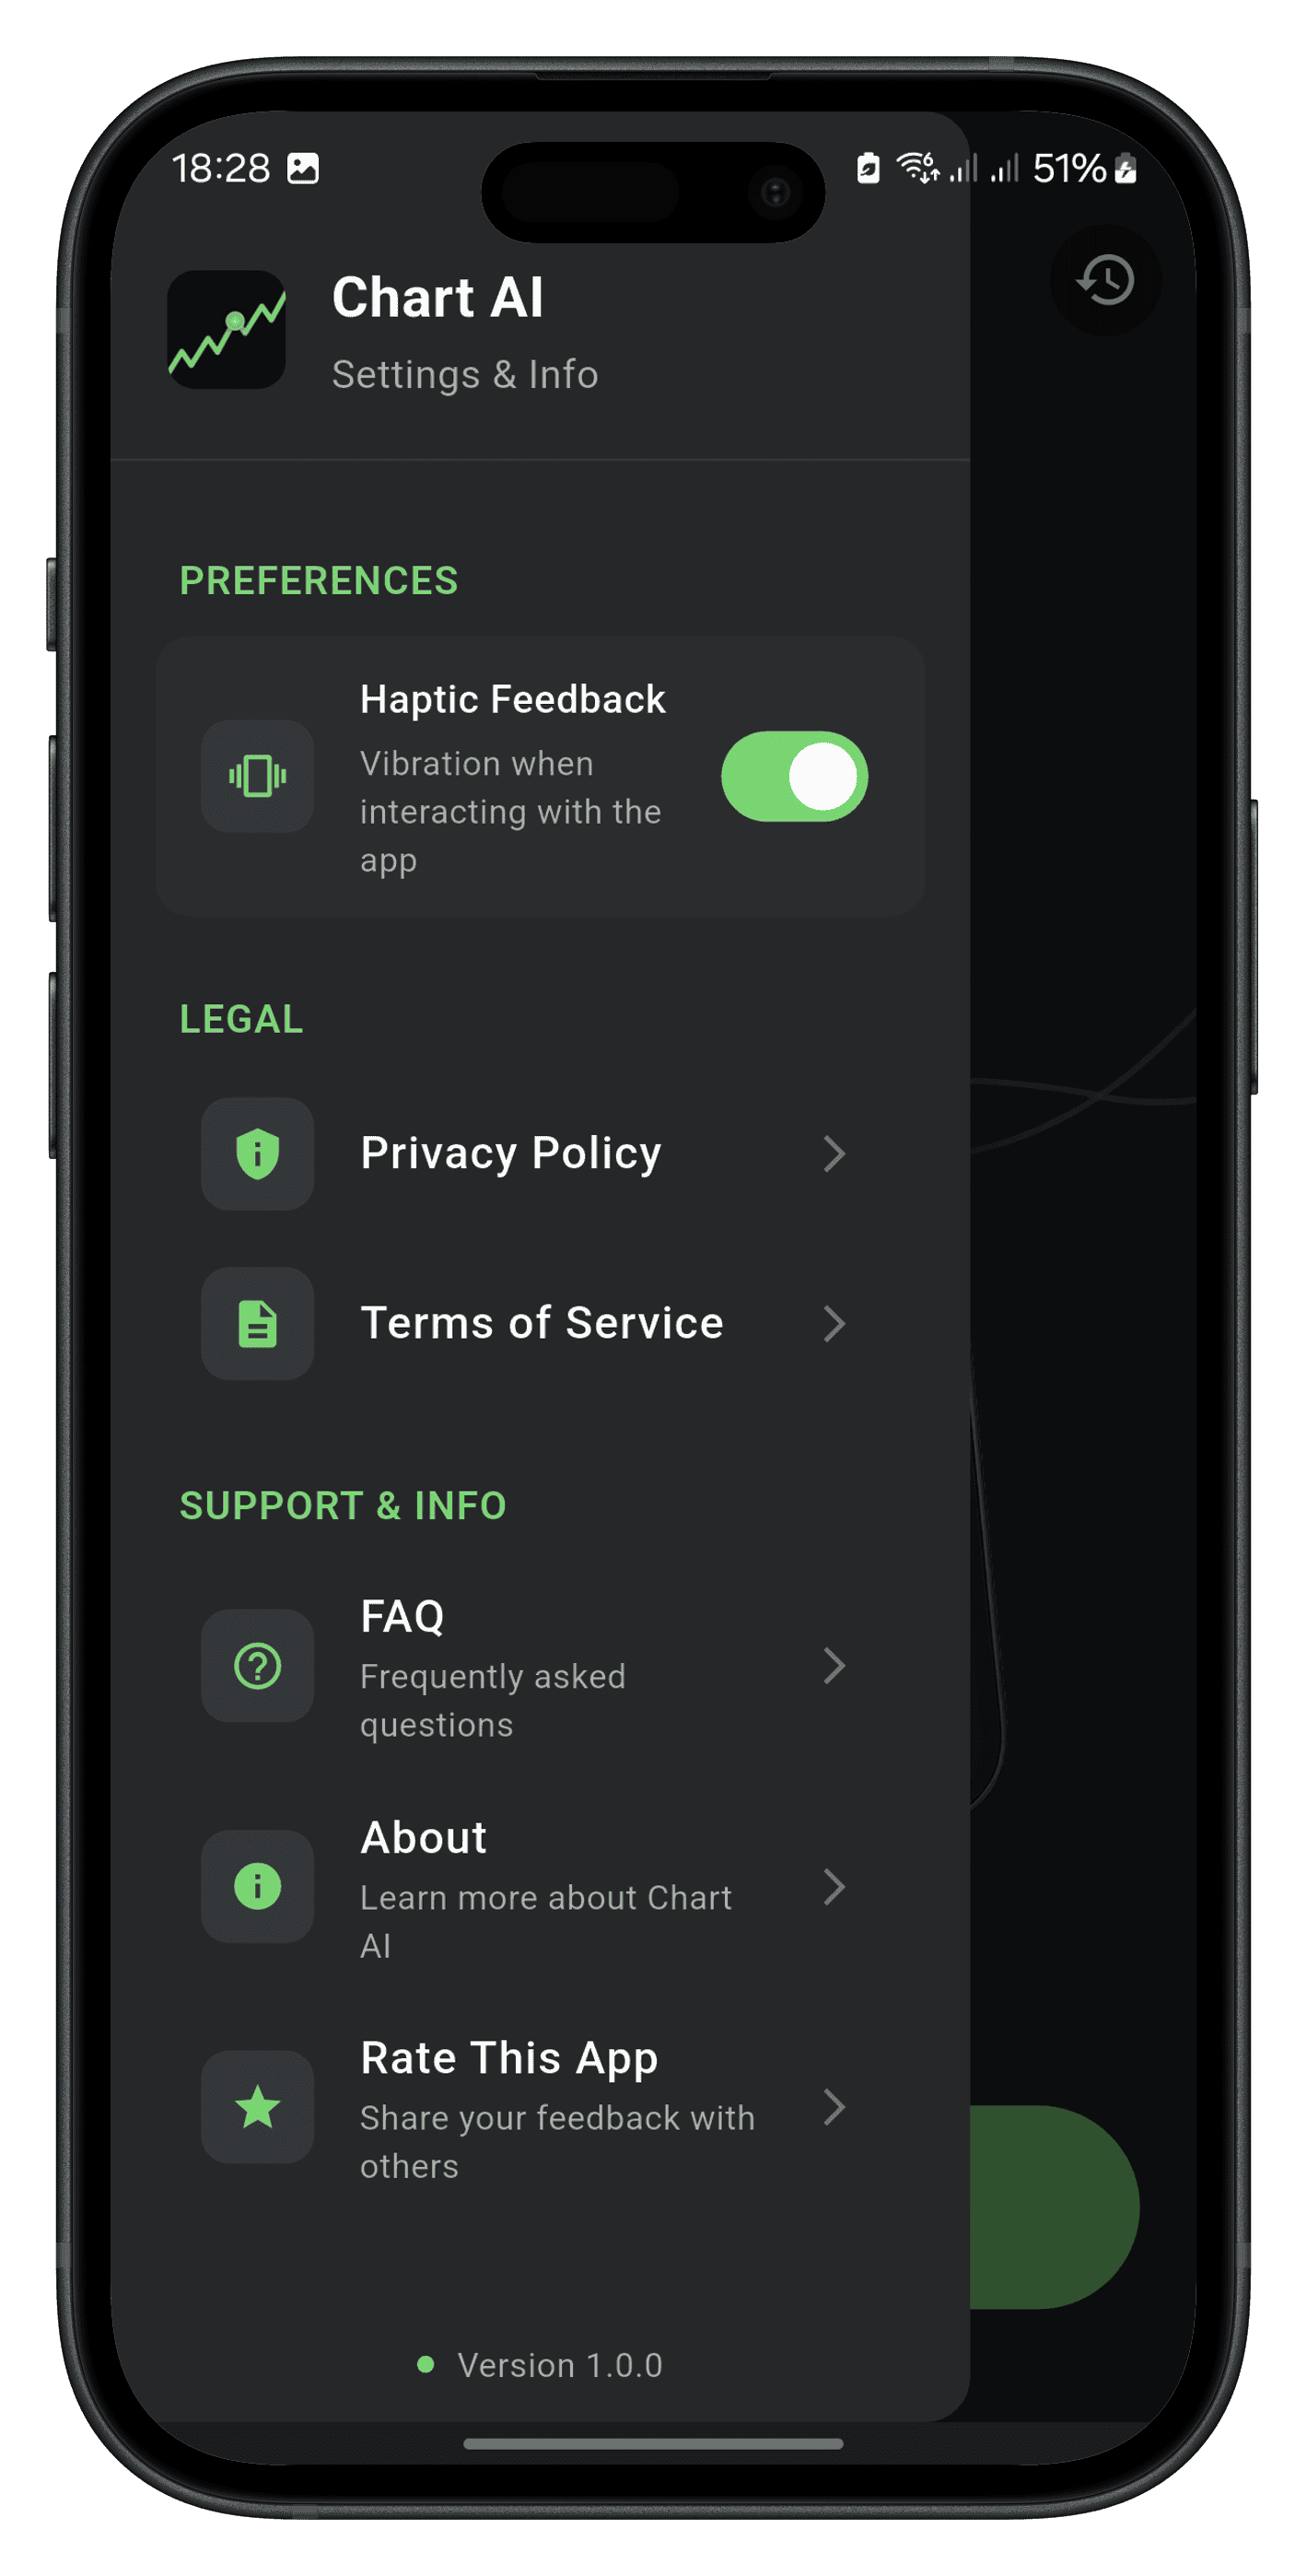 18:28
51%
Chart AI
Settings & Info
PREFERENCES
Haptic Feedback
Vibration when
interacting with the
app
LEGAL
Privacy Policy
Terms of Service
SUPPORT & INFO
FAQ
Frequently asked
questions
About
Learn more about Chart
AI
Rate This App
Share your feedback with
others
Version 1.0.0